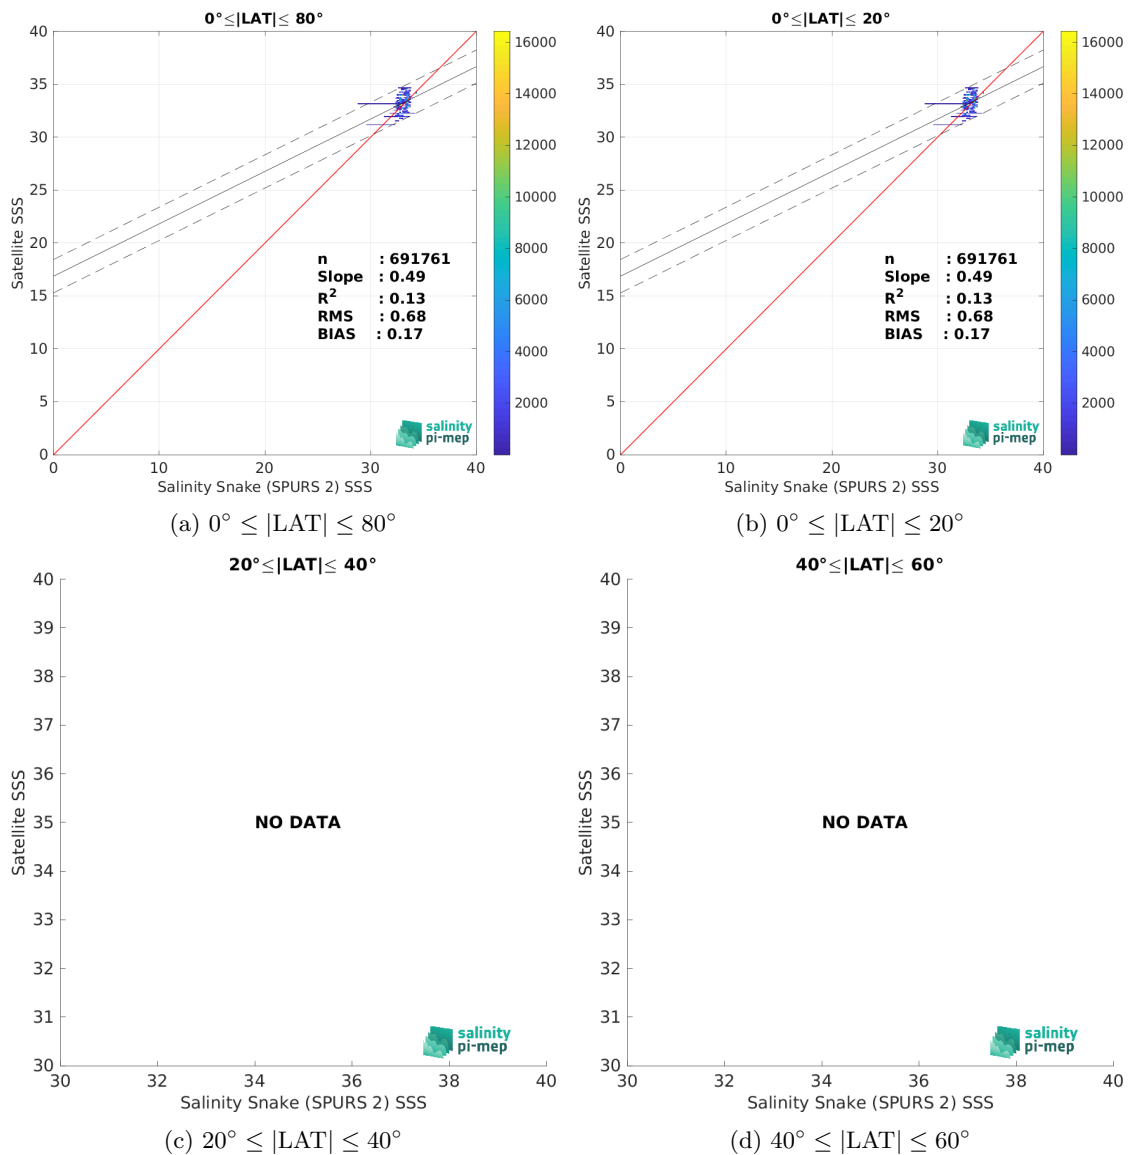 0°≤|LAT|≤ 80°
40
35
30
25
20
15
10
5
0
Satellite SSS
n : 691761
Slope : 0.49
R² : 0.13
RMS : 0.68
BIAS : 0.17
salinity
pi-mep
0 10 20 30 40
Salinity Snake (SPURS 2) SSS
16000
14000
12000
10000
8000
6000
4000
2000
(a) 0° ≤ |LAT| ≤ 80°
0°≤|LAT|≤ 20°
40
35
30
25
20
15
10
5
0
Satellite SSS
n : 691761
Slope : 0.49
R² : 0.13
RMS : 0.68
BIAS : 0.17
salinity
pi-mep
0 10 20 30 40
Salinity Snake (SPURS 2) SSS
16000
14000
12000
10000
8000
6000
4000
2000
(b) 0° ≤ |LAT| ≤ 20°
20°≤|LAT|≤ 40°
40
39
38
37
36
35
34
33
32
31
30
Satellite SSS
NO DATA
salinity
pi-mep
30 32 34 36 38 40
Salinity Snake (SPURS 2) SSS
(c) 20° ≤ |LAT| ≤ 40°
40°≤|LAT|≤ 60°
40
39
38
37
36
35
34
33
32
31
30
Satellite SSS
NO DATA
salinity
pi-mep
30 32 34 36 38 40
Salinity Snake (SPURS 2) SSS
(d) 40° ≤ |LAT| ≤ 60°